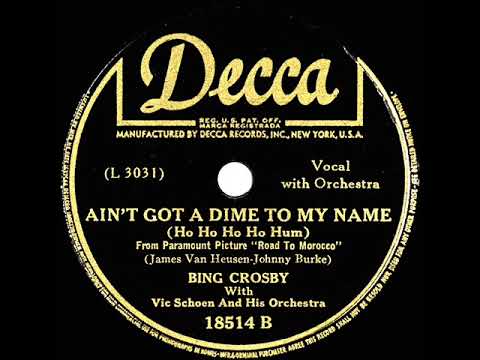 Decca
REG. U.S. PAT. OFF.
MARCA REGISTRADA
MANUFACTURED BY DECCA RECORDS, INC., NEW YORK, U.S.A.
(L 3031)
Vocal
with Orchestra
AIN'T GOT A DIME TO MY NAME
(Ho Ho Ho Ho Hum)
From Paramount Picture "Road To Morocco"
(James Van Heusen-Johnny Burke)
BING CROSBY
With
Vic Schoen And His Orchestra
18514 B